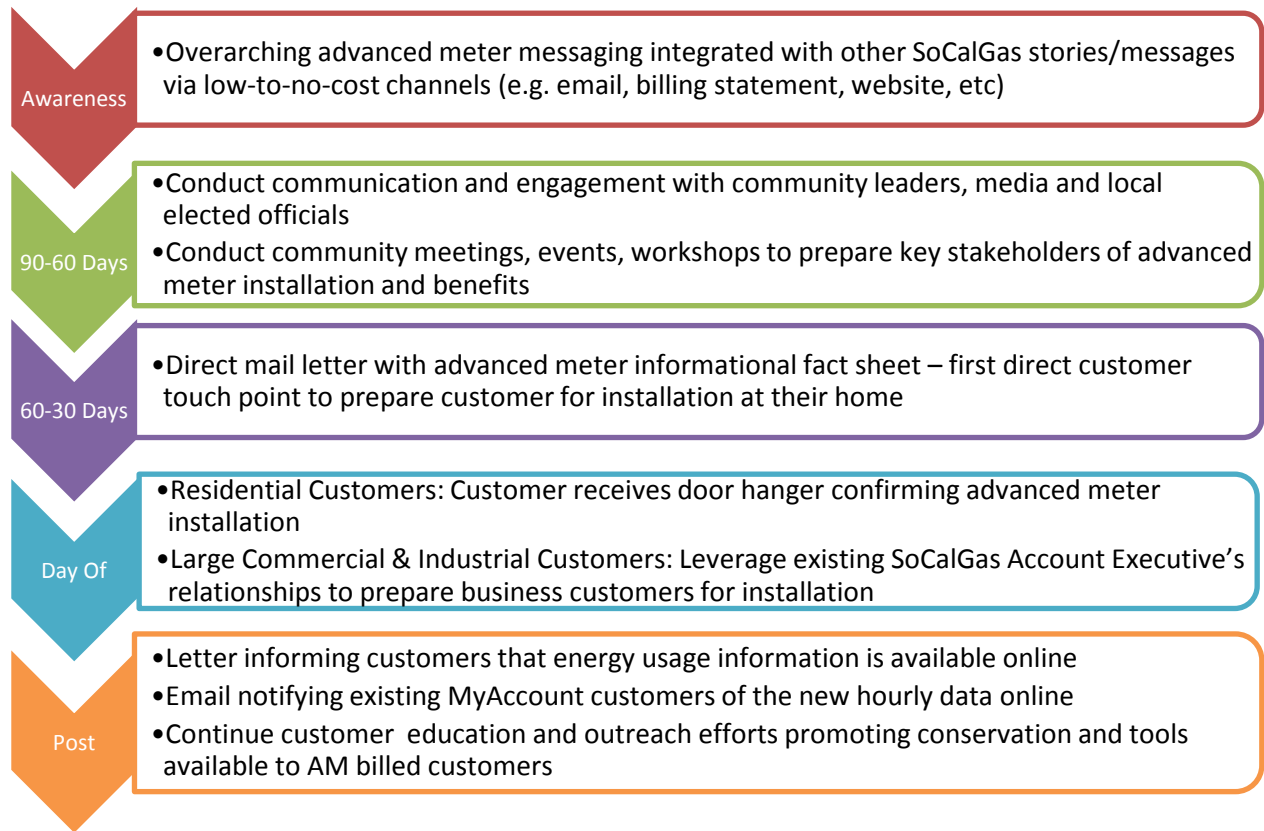 Awareness
•Overarching advanced meter messaging integrated with other SoCalGas stories/messages
via low-to-no-cost channels (e.g. email, billing statement, website, etc)
90-60 Days
•Conduct communication and engagement with community leaders, media and local
elected officials
•Conduct community meetings, events, workshops to prepare key stakeholders of advanced
meter installation and benefits
60-30 Days
•Direct mail letter with advanced meter informational fact sheet – first direct customer
touch point to prepare customer for installation at their home
Day Of
•Residential Customers: Customer receives door hanger confirming advanced meter
installation
•Large Commercial & Industrial Customers: Leverage existing SoCalGas Account Executive's
relationships to prepare business customers for installation
Post
•Letter informing customers that energy usage information is available online
•Email notifying existing MyAccount customers of the new hourly data online
•Continue customer education and outreach efforts promoting conservation and tools
available to AM billed customers